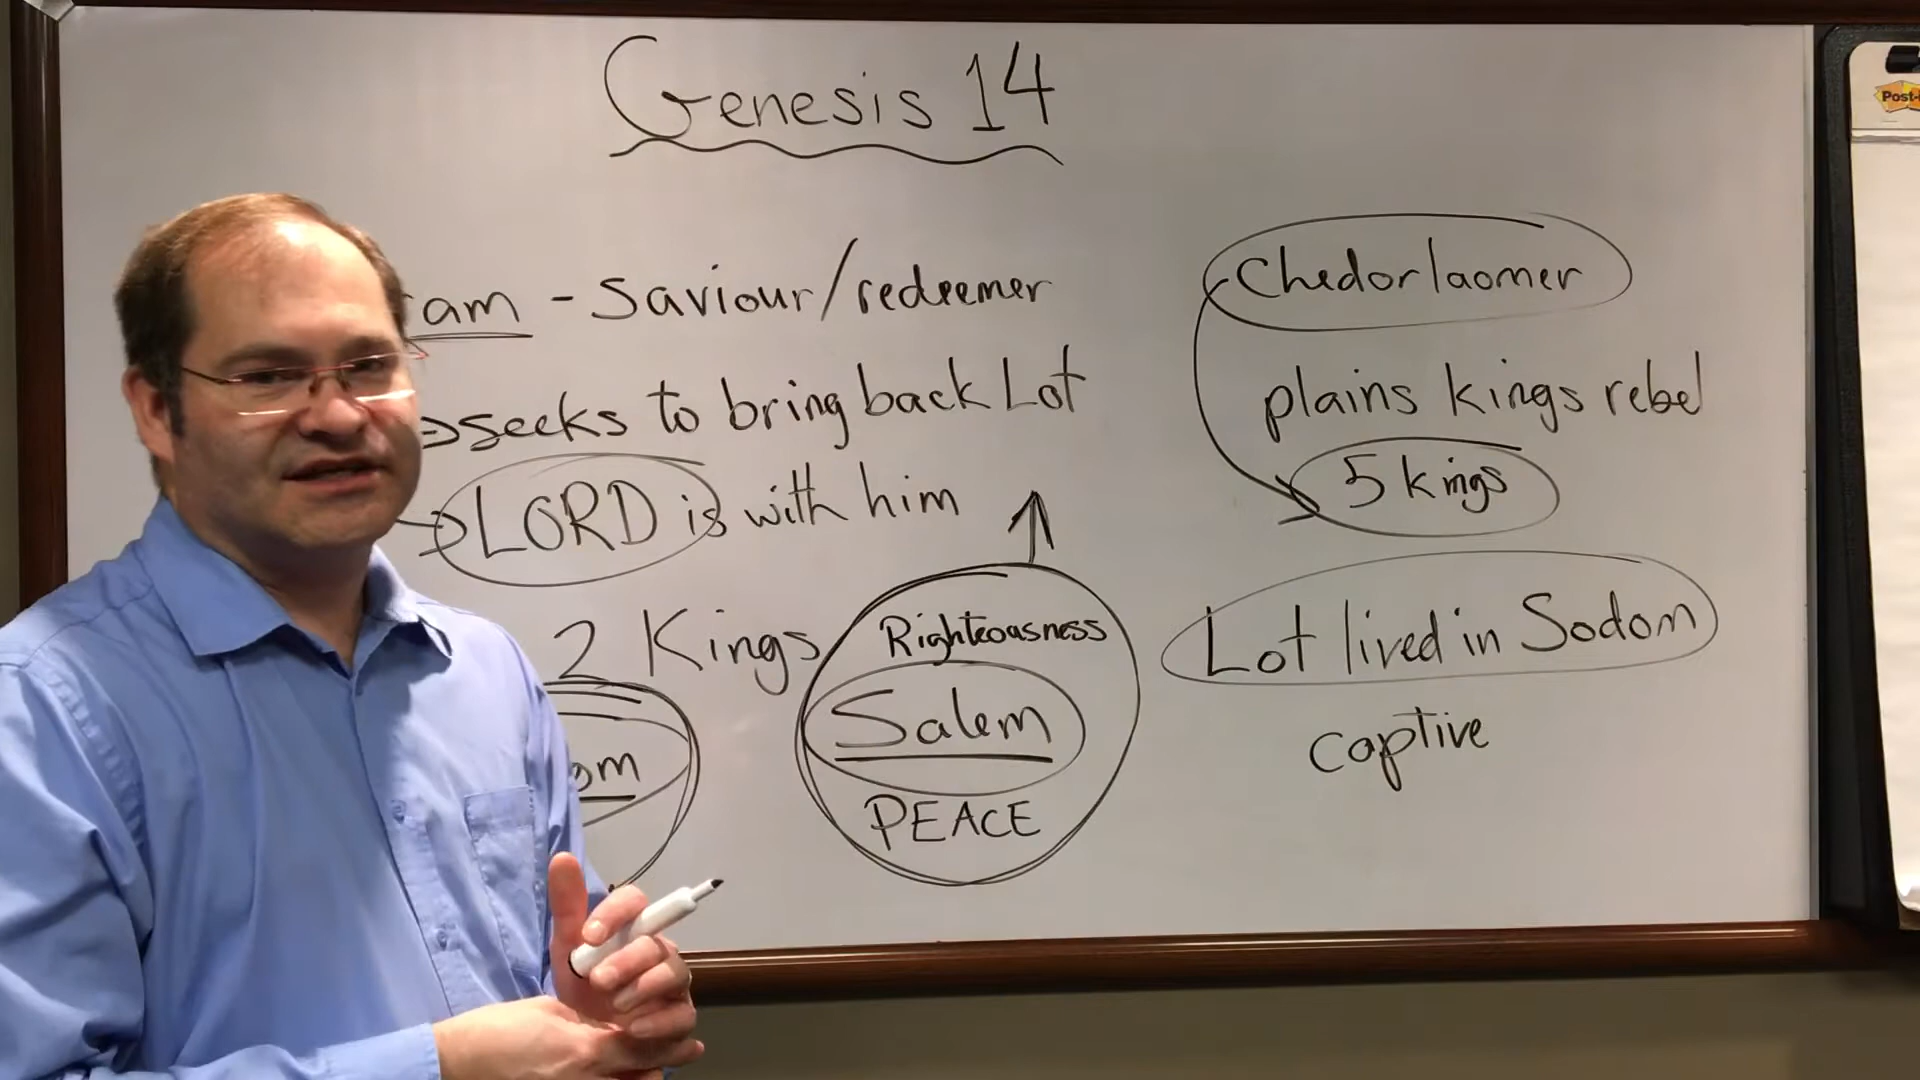 Genesis 14
am - Saviour/redeemer
→seeks to bring back Lot
→LORD is with him
2 Kings
om
Righteousness
Salem
PEACE
Chedorlaomer
plains kings rebel
5 kings
Lot lived in Sodom
captive
Post-